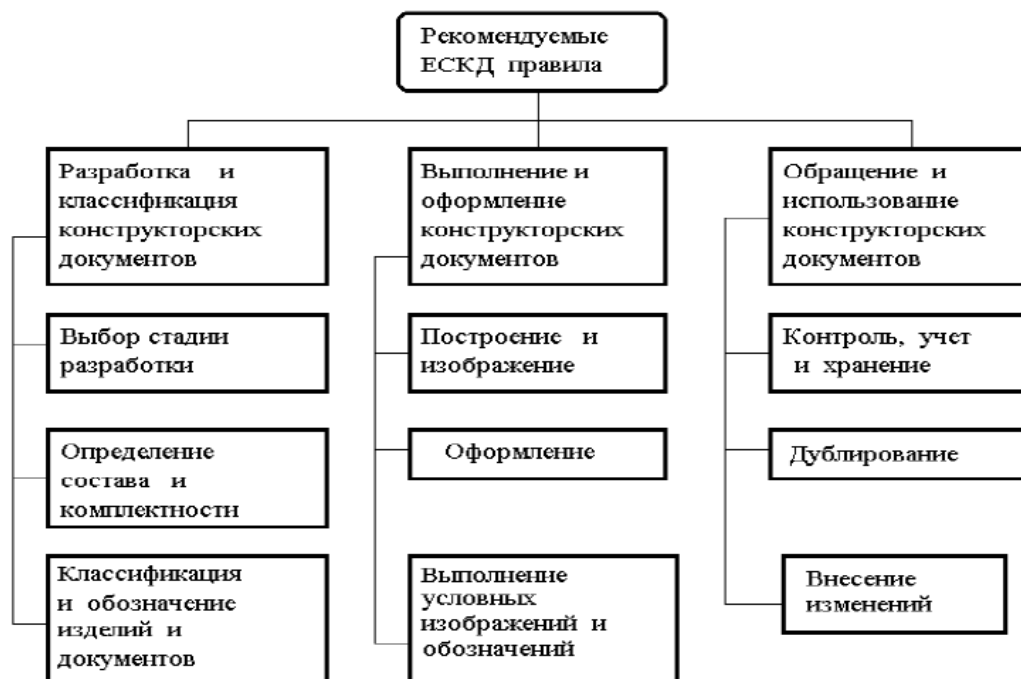 Рекомендуемые
ЕСКД правила
Разработка и
классификация
конструкторских
документов
Выбор стадии
разработки
Определение
состава и
комплектности
Классификация
и обозначение
изделий и
документов
Выполнение и
оформление
конструкторских
документов
Построение и
изображение
Оформление
Выполнение
условных
изображений и
обозначений
Обращение и
использование
конструкторских
документов
Контроль, учет
и хранение
Дублирование
Внесение
изменений